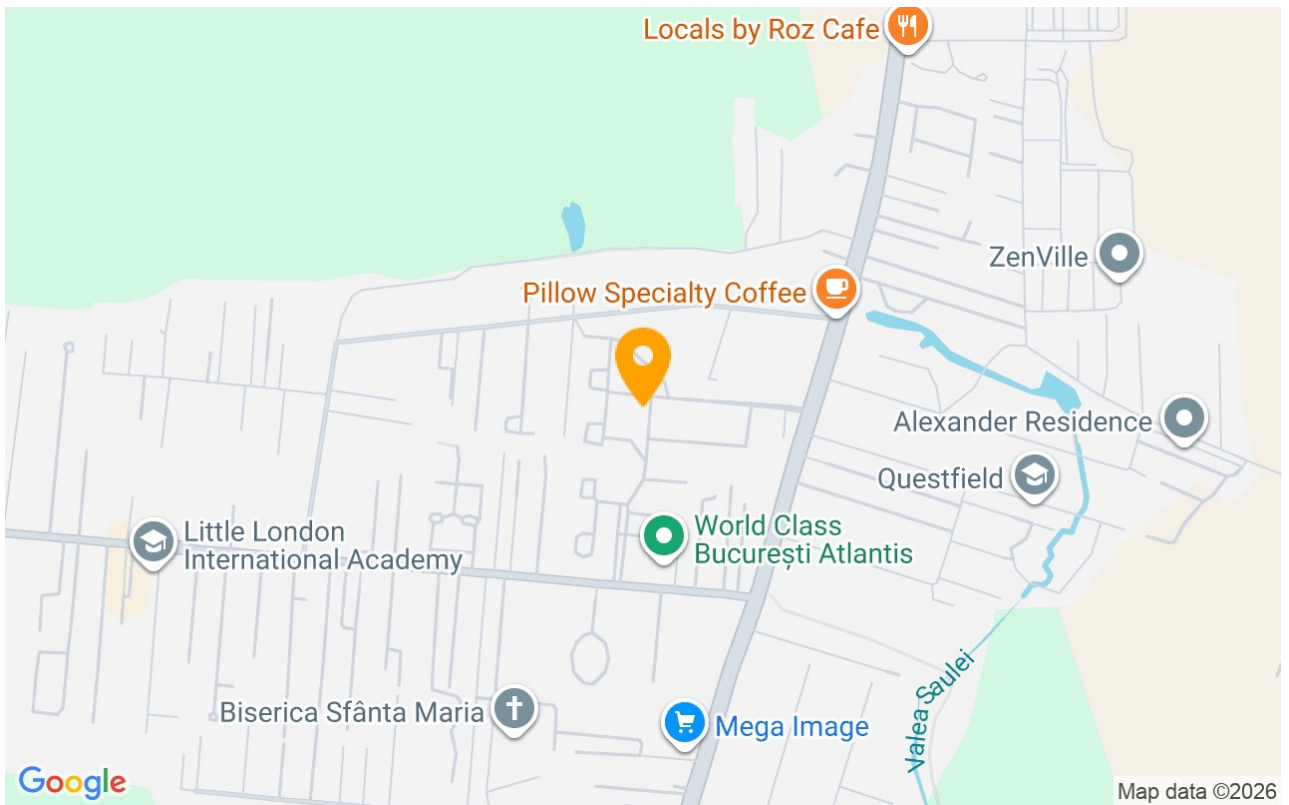 Locals by Roz Cafe
ZenVille
Pillow Specialty Coffee
Alexander Residence
Questfield
World Class
București Atlantis
Little London
International Academy
Valea Saulei
Biserica Sfânta Maria
Mega Image
Google
Map data ©2026